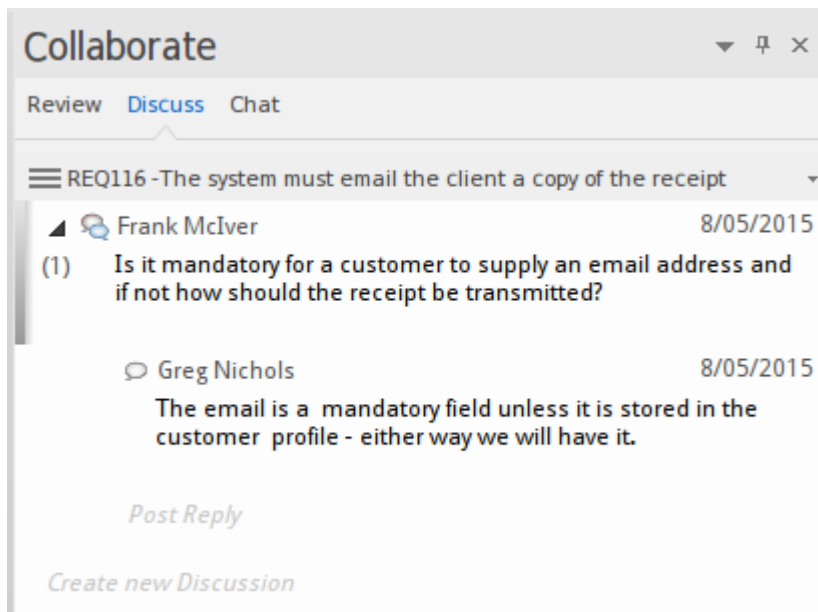 Collaborate
Review Discuss Chat
REQ116 -The system must email the client a copy of the receipt
Frank McIver 8/05/2015
(1) Is it mandatory for a customer to supply an email address and
if not how should the receipt be transmitted?
Greg Nichols 8/05/2015
The email is a  mandatory field unless it is stored in the
customer  profile - either way we will have it.
Post Reply
Create new Discussion